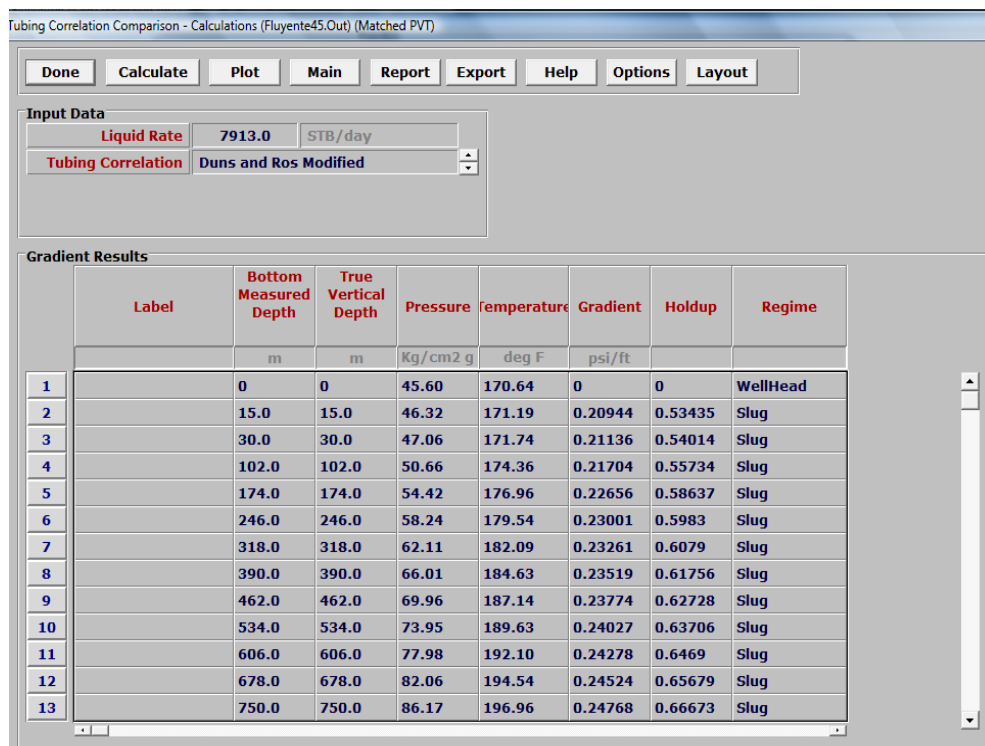 Tubing Correlation Comparison - Calculations (Fluyente45.Out) (Matched PVT)
Done Calculate Plot Main Report Export Help Options Layout
Input Data
Liquid Rate 7913.0 STB/day
Tubing Correlation Duns and Ros Modified
Gradient Results
Label Bottom Measured Depth True Vertical Depth Pressure Temperature Gradient Holdup Regime
m m Kg/cm2 g deg F psi/ft
1 0 0 45.60 170.64 0 0 WellHead
2 15.0 15.0 46.32 171.19 0.20944 0.53435 Slug
3 30.0 30.0 47.06 171.74 0.21136 0.54014 Slug
4 102.0 102.0 50.66 174.36 0.21704 0.55734 Slug
5 174.0 174.0 54.42 176.96 0.22656 0.58637 Slug
6 246.0 246.0 58.24 179.54 0.23001 0.5983 Slug
7 318.0 318.0 62.11 182.09 0.23261 0.6079 Slug
8 390.0 390.0 66.01 184.63 0.23519 0.61756 Slug
9 462.0 462.0 69.96 187.14 0.23774 0.62728 Slug
10 534.0 534.0 73.95 189.63 0.24027 0.63706 Slug
11 606.0 606.0 77.98 192.10 0.24278 0.6469 Slug
12 678.0 678.0 82.06 194.54 0.24524 0.65679 Slug
13 750.0 750.0 86.17 196.96 0.24768 0.66673 Slug